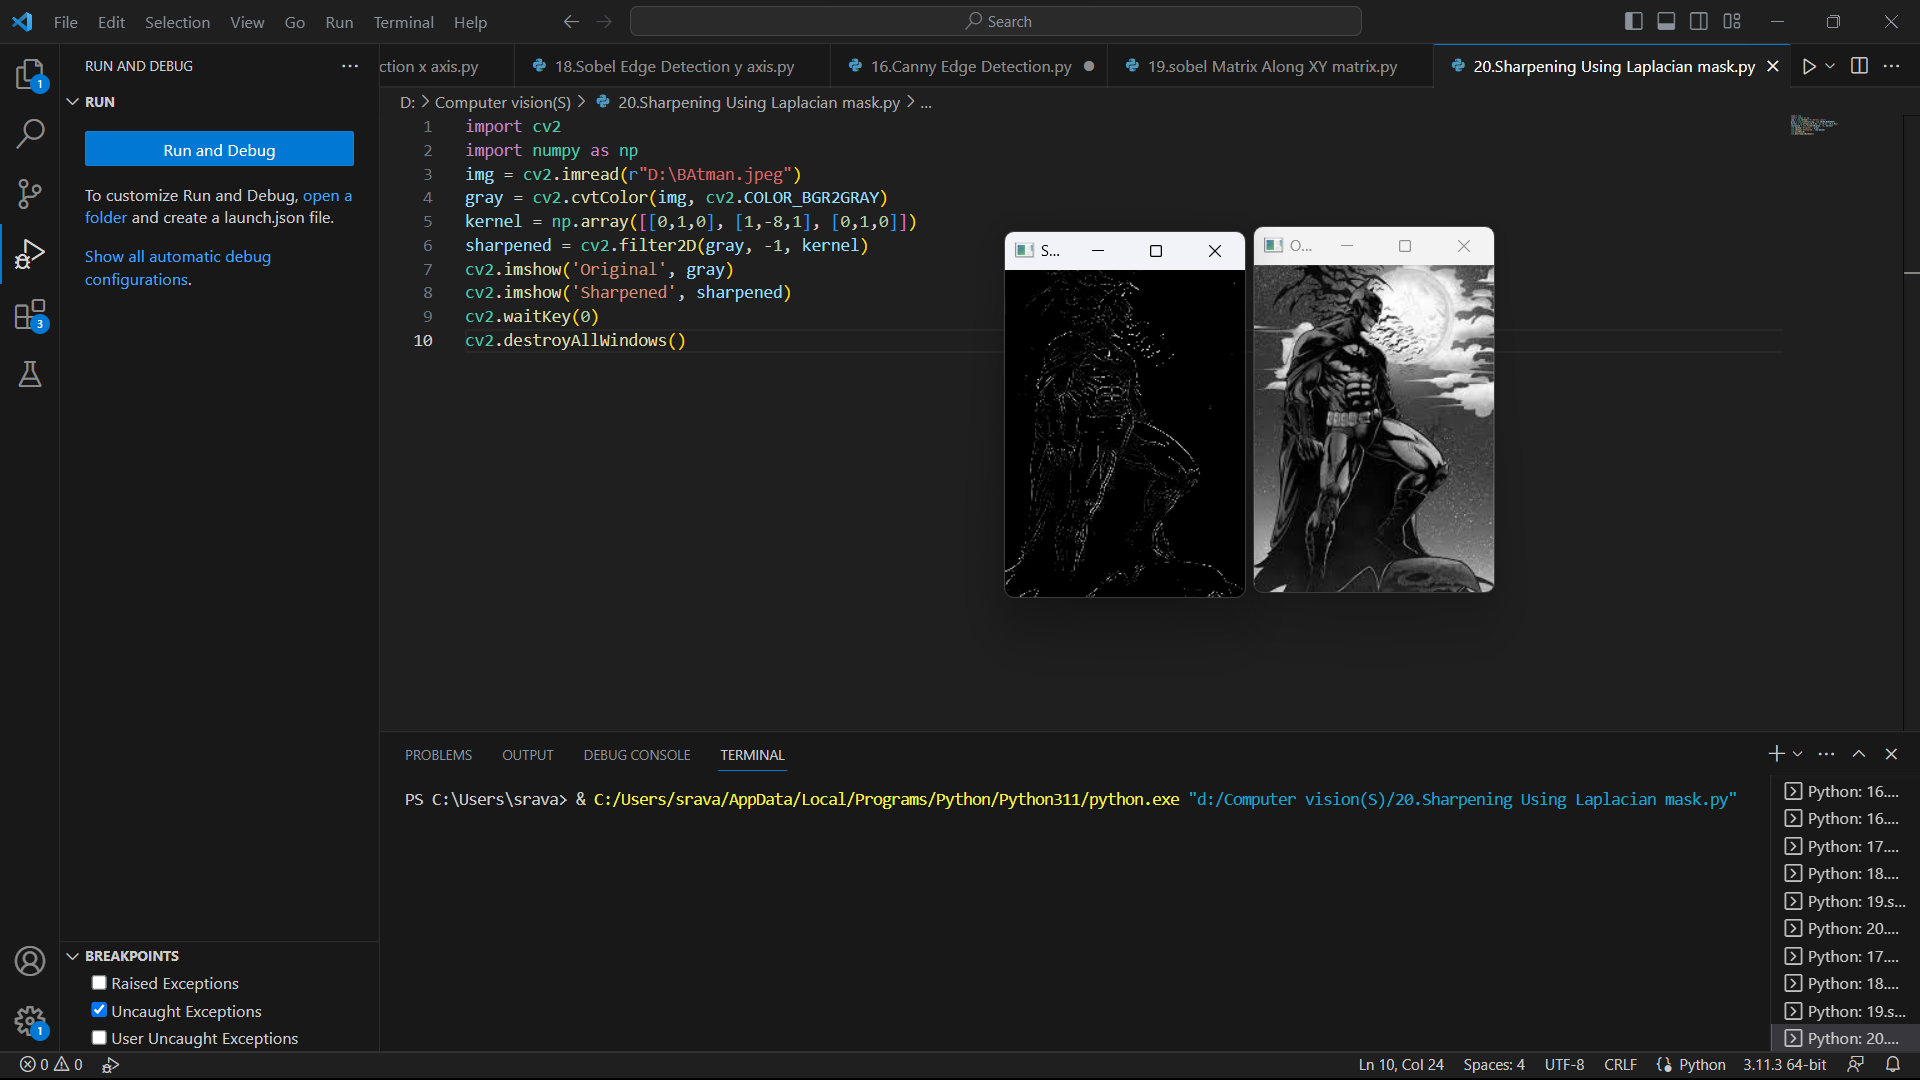 File Edit Selection View Go Run Terminal Help
Search
RUN AND DEBUG
ction x axis.py
18.Sobel Edge Detection y axis.py
16.Canny Edge Detection.py
19.sobel Matrix Along XY matrix.py
20.Sharpening Using Laplacian mask.py
RUN
Run and Debug
To customize Run and Debug, open a
folder and create a launch.json file.
Show all automatic debug
configurations.
D: > Computer vision(S) > 20.Sharpening Using Laplacian mask.py > ...
1 import cv2
2 import numpy as np
3 img = cv2.imread(r"D:\BAtman.jpeg")
4 gray = cv2.cvtColor(img, cv2.COLOR_BGR2GRAY)
5 kernel = np.array([[0,1,0], [1,-8,1], [0,1,0]])
6 sharpened = cv2.filter2D(gray, -1, kernel)
7 cv2.imshow('Original', gray)
8 cv2.imshow('Sharpened', sharpened)
9 cv2.waitKey(0)
10 cv2.destroyAllWindows()
S...
O...
PROBLEMS OUTPUT DEBUG CONSOLE TERMINAL
PS C:\Users\srava> & C:/Users/srava/AppData/Local/Programs/Python/Python311/python.exe "d:/Computer vision(S)/20.Sharpening Using Laplacian mask.py"
Python: 16....
Python: 16....
Python: 17....
Python: 18....
Python: 19.s...
Python: 20....
Python: 17....
Python: 18....
Python: 19.s...
Python: 20....
BREAKPOINTS
Raised Exceptions
Uncaught Exceptions
User Uncaught Exceptions
1
3
1
0 0
Ln 10, Col 24 Spaces: 4 UTF-8 CRLF Python 3.11.3 64-bit